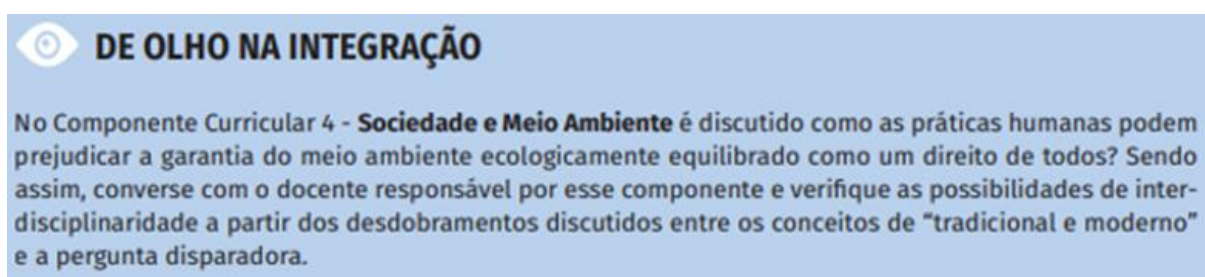 DE OLHO NA INTEGRAÇÃO
No Componente Curricular 4 - Sociedade e Meio Ambiente é discutido como as práticas humanas podem
prejudicar a garantia do meio ambiente ecologicamente equilibrado como um direito de todos? Sendo
assim, converse com o docente responsável por esse componente e verifique as possibilidades de inter-
disciplinaridade a partir dos desdobramentos discutidos entre os conceitos de “tradicional e moderno”
e a pergunta disparadora.